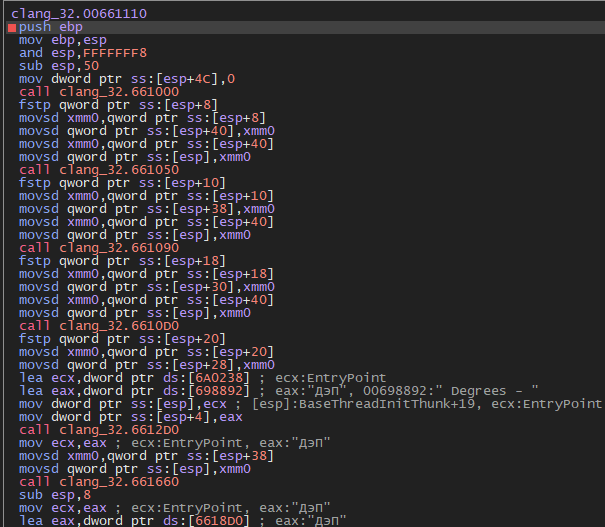 clang_32.00661110
push ebp
mov ebp,esp
and esp,FFFFFFF8
sub esp,50
mov dword ptr ss:[esp+4C],0
call clang_32.661000
fstp qword ptr ss:[esp+8]
movsd xmm0,qword ptr ss:[esp+8]
movsd qword ptr ss:[esp+40],xmm0
movsd xmm0,qword ptr ss:[esp+40]
movsd qword ptr ss:[esp],xmm0
call clang_32.661050
fstp qword ptr ss:[esp+10]
movsd xmm0,qword ptr ss:[esp+10]
movsd qword ptr ss:[esp+38],xmm0
movsd xmm0,qword ptr ss:[esp+40]
movsd qword ptr ss:[esp],xmm0
call clang_32.661090
fstp qword ptr ss:[esp+18]
movsd xmm0,qword ptr ss:[esp+18]
movsd qword ptr ss:[esp+30],xmm0
movsd xmm0,qword ptr ss:[esp+40]
movsd qword ptr ss:[esp],xmm0
call clang_32.6610D0
fstp qword ptr ss:[esp+20]
movsd xmm0,qword ptr ss:[esp+20]
movsd qword ptr ss:[esp+28],xmm0
lea ecx,dword ptr ds:[6A0238] ; ecx:EntryPoint
lea eax,dword ptr ds:[698892] ; eax:"ДэП", 00698892:" Degrees - "
mov dword ptr ss:[esp],ecx ; [esp]:BaseThreadInitThunk+19, ecx:EntryPoint
mov dword ptr ss:[esp+4],eax
call clang_32.6612D0
mov ecx,eax ; ecx:EntryPoint, eax:"ДэП"
movsd xmm0,qword ptr ss:[esp+38]
movsd qword ptr ss:[esp],xmm0
call clang_32.661660
sub esp,8
mov ecx,eax ; ecx:EntryPoint, eax:"ДэП"
lea eax,dword ptr ds:[6618D0] ; eax:"ДэП"